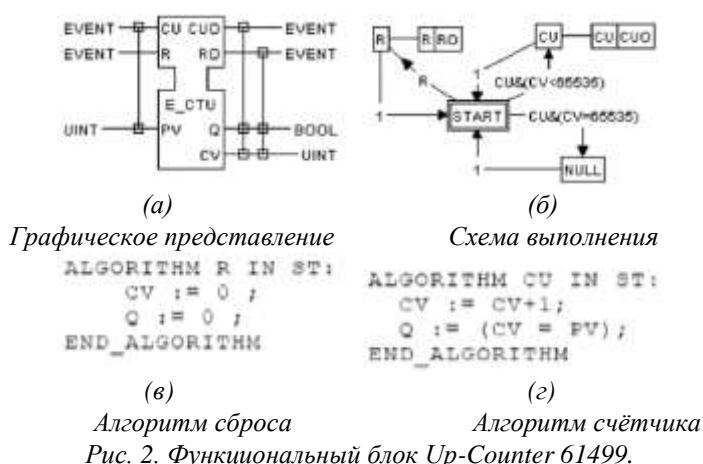 EVENT CU CUO EVENT
EVENT R RO EVENT
E_CTU
UINT PV Q BOOL
CV UINT
R R RO CU CU CUO
R 1 CU&(CV<65535)
1 START CU&(CV=65535)
1 NULL
(а) (б)
Графическое представление Схема выполнения
ALGORITHM R IN ST:
CV := 0 ;
Q := 0 ;
END_ALGORITHM
ALGORITHM CU IN ST:
CV := CV+1;
Q := (CV = PV);
END_ALGORITHM
(в) (г)
Алгоритм сброса Алгоритм счётчика
Рис. 2. Функциональный блок Up-Counter 61499.